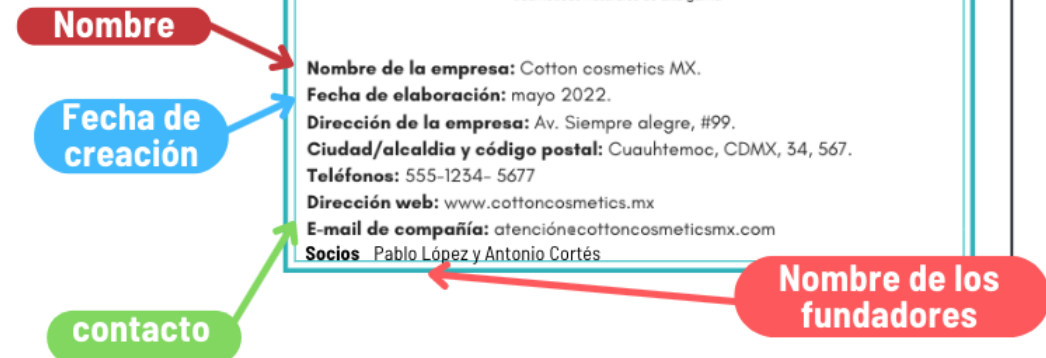 Nombre
Nombre de la empresa: Cotton cosmetics MX.
Fecha de elaboración: mayo 2022.
Fecha de
creación
Dirección de la empresa: Av. Siempre alegre, #99.
Ciudad/alcaldia y código postal: Cuauhtemoc, CDMX, 34, 567.
Teléfonos: 555-1234- 5677
Dirección web: www.cottoncosmetics.mx
E-mail de compañía: atención@cottoncosmeticsmx.com
Socios Pablo López y Antonio Cortés
Nombre de los
fundadores
contacto